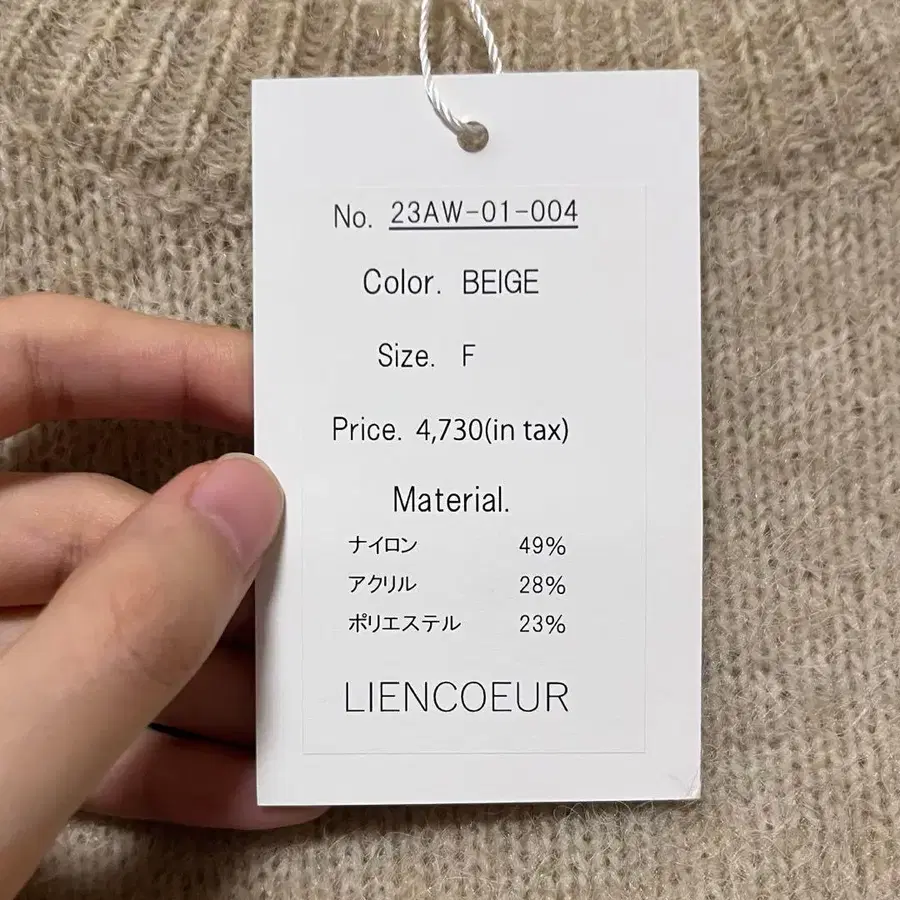 No. 23AW-01-004
Color. BEIGE
Size. F
Price. 4,730(in tax)
Material.
ナイロン 49%
アクリル 28%
ポリエステル 23%
LIENCOEUR